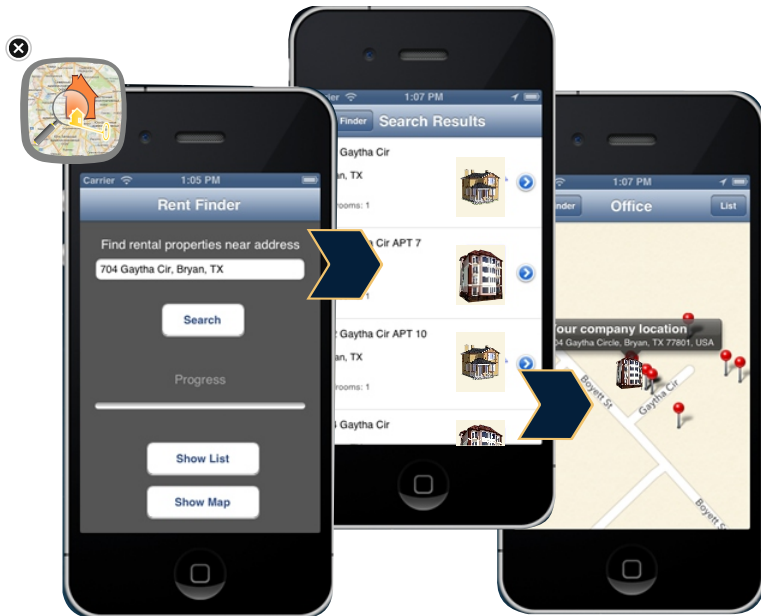 Carrier 1:05 PM
Rent Finder
Find rental properties near address
704 Gaytha Cir, Bryan, TX
Search
Progress
Show List
Show Map
1:07 PM
Finder Search Results
Gaytha Cir
TX
rooms: 1
Cir APT 7
1
Gaytha Cir APT 10
TX
rooms: 1
Gaytha Cir
1:07 PM
Office List
our company location
Gaytha Circle, Bryan, TX 77801, USA
Boyett St
Gaytha Cir
Boyett St